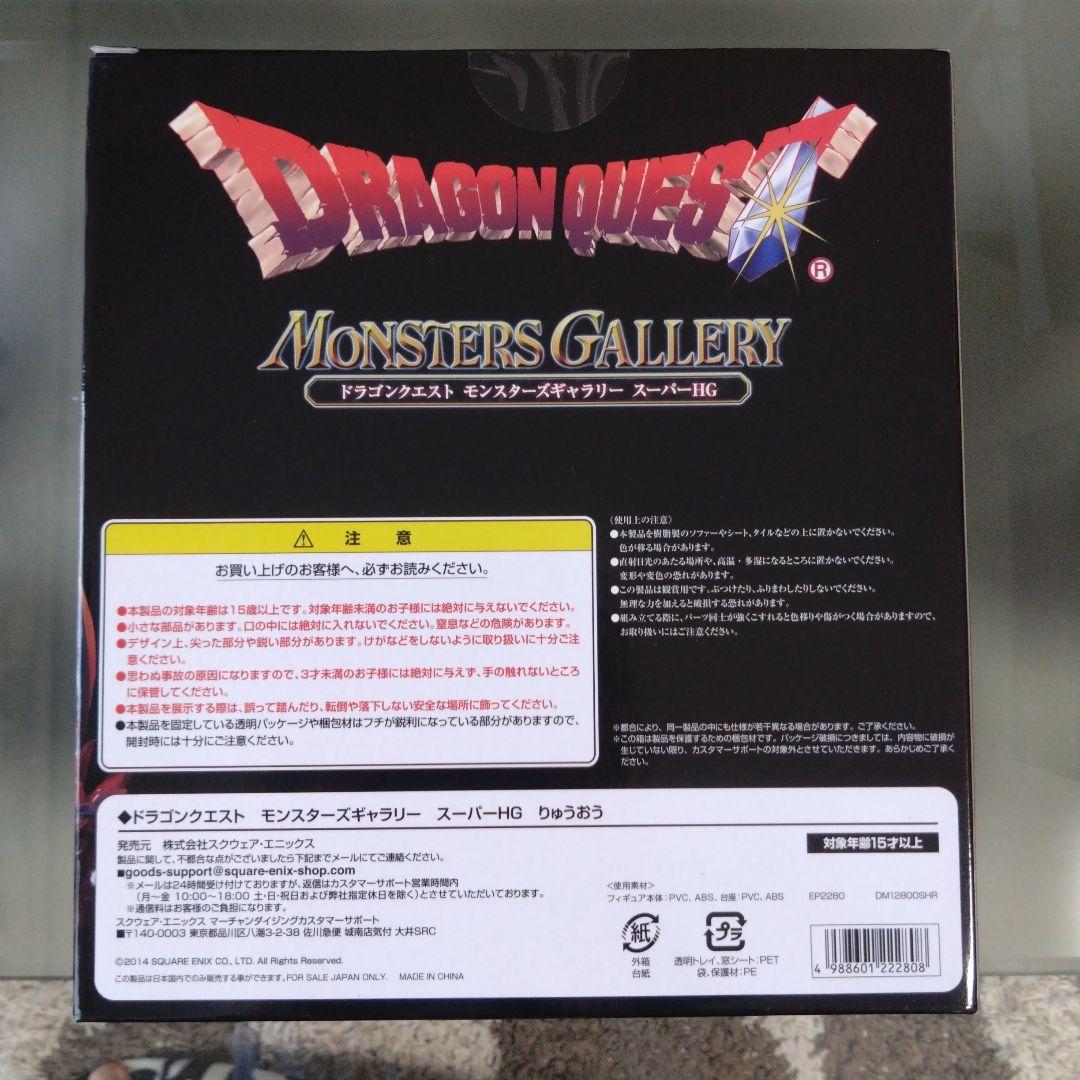 DRAGON QUEST
®
MONSTERS GALLERY
ドラゴンクエスト モンスターズギャラリー スーパーHG
⚠ 注意
お買い上げのお客様へ、必ずお読みください。
●本製品の対象年齢は15歳以上です。対象年齢未満のお子様には絶対に与えないでください。
●小さな部品があります。口の中には絶対に入れないでください。窒息などの危険があります。
●デザイン上、尖った部分や鋭い部分があります。けがなどをしないように取り扱いに十分ご注
意ください。
●思わぬ事故の原因になりますので、3才未満のお子様には絶対に与えず、手の触れないところ
に保管してください。
●本製品を展示する際は、誤って踏んだり、転倒や落下しない安全な場所に飾ってください。
●本製品を固定している透明パッケージや梱包材はフチが鋭利になっている部分がありますので、
開封時には十分にご注意ください。
〈使用上の注意〉
●本製品を樹脂製のソファーやシート、タイルなどの上に置かないでください。
色が移る場合があります。
●直射日光のあたる場所や、高温・多湿になるところに置かないでください。
変形や変色の恐れがあります。
●この製品は観賞用です。ぶつけたり、ふりまわしたりしないでください。
無理な力を加えると破損する恐れがあります。
●組み立てる際に、パーツ同士が強くこすれると色移りや傷がつく場合がありますので、
お取り扱いにはご注意ください。
※都合により、同一製品の中にも仕様が若干異なる場合があります。ご了承ください。
※この箱は製品を保護するための梱包材です。パッケージ破損につきましては、内容物に破損が
生じていない限り、カスタマーサポートの対象外とさせていただきます。あらかじめご了承く
ださい。
◆ドラゴンクエスト モンスターズギャラリー スーパーHG りゅうおう
発売元 株式会社スクウェア・エニックス
製品に関して、不都合な点がございましたら下記までメールにてご連絡ください。
■goods-support@square-enix-shop.com
※メールは24時間受け付けておりますが、返信はカスタマーサポート営業時間内
(月～金 10:00～18:00 土・日・祝日および弊社指定休日を除く)とさせていただいております。
※通信料はお客様のご負担になります。
スクウェア・エニックス マーチャンダイジングカスタマーサポート
■〒140-0003 東京都品川区八潮3-2-38 佐川急便 城南店気付 大井SRC
©2014 SQUARE ENIX CO., LTD. All Rights Reserved.
この製品は日本国内でのみ販売する事ができます。FOR SALE JAPAN ONLY. MADE IN CHINA
対象年齢15才以上
<使用素材>
フィギュア本体：PVC、ABS、台座：PVC、ABS
EP2280 DM12800SHR
紙
外箱
台紙
プラ
透明トレイ、窓シート：PET
袋、保護材：PE
4 988601 222808